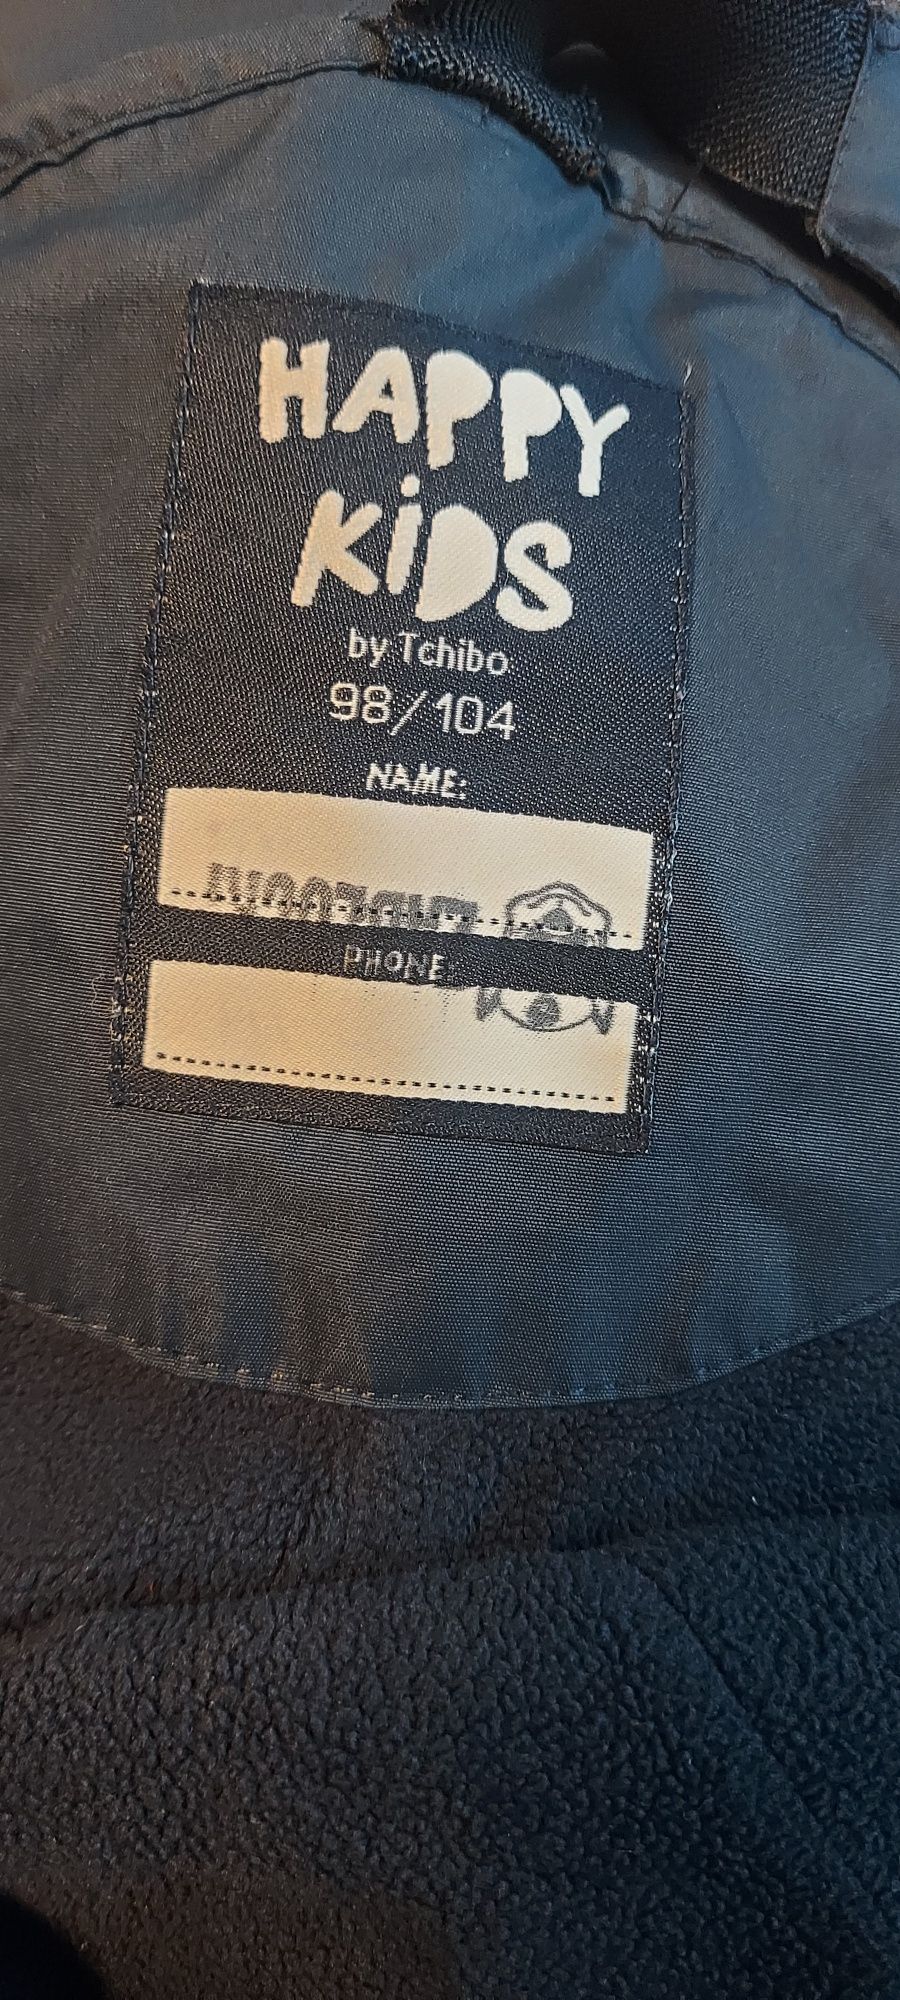 HAPPY
KiDS
by Tchibo
98/104
NAME:
PHONE: